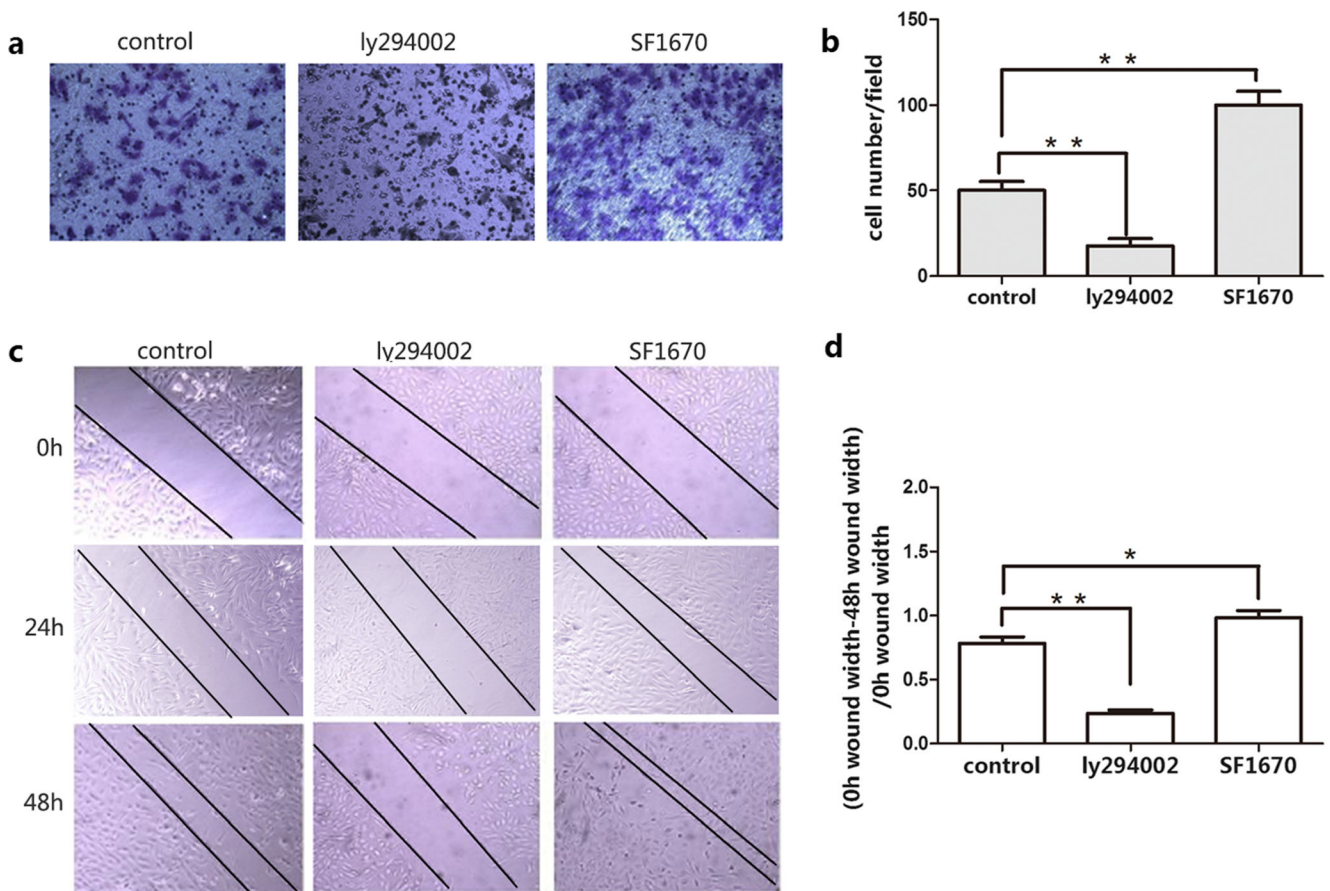 a
control
ly294002
SF1670
b
cell number/field
150
100
50
0
* *
* *
control
ly294002
SF1670
c
control
ly294002
SF1670
0h
24h
48h
d
(0h wound width-48h wound width)
/0h wound width
2.0
1.5
1.0
0.5
0.0
*
* *
control
ly294002
SF1670